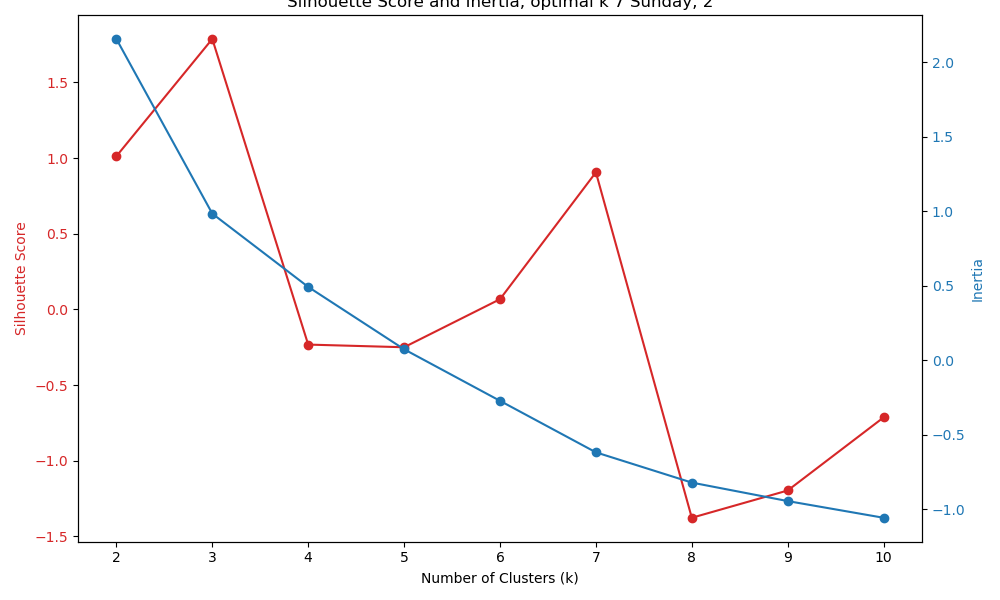 Silhouette Score and Inertia, optimal k 7 Sunday, 2
1.5
1.0
0.5
0.0
−0.5
−1.0
−1.5
Silhouette Score
2.0
1.5
1.0
0.5
0.0
−0.5
−1.0
Inertia
2 3 4 5 6 7 8 9 10
Number of Clusters (k)